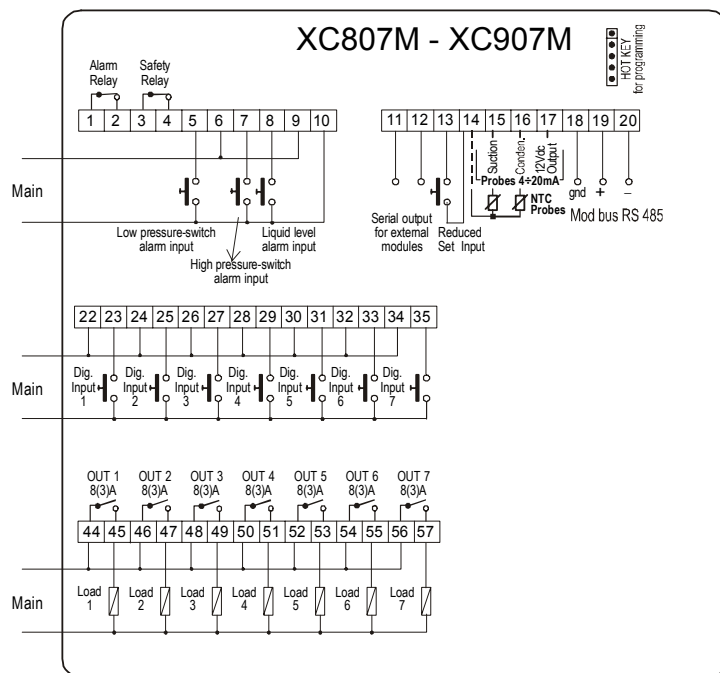 XC807M - XC907M
HOT KEY
for programming
Alarm
Relay
Safety
Relay
1 2 3 4 5 6 7 8 9 10
11 12 13 14 15 16 17 18 19 20
Main
Low pressure-switch
alarm input
High pressure-switch
alarm input
Liquid level
alarm input
Serial output
for external
modules
Reduced
Set Input
Suction
Conden.
12Vdc
Output
Probes 4÷20mA
NTC
Probes
gnd + –
Mod bus RS 485
22 23 24 25 26 27 28 29 30 31 32 33 34 35
Main
Dig.
Input
1
Dig.
Input
2
Dig.
Input
3
Dig.
Input
4
Dig.
Input
5
Dig.
Input
6
Dig.
Input
7
OUT 1
8(3)A
OUT 2
8(3)A
OUT 3
8(3)A
OUT 4
8(3)A
OUT 5
8(3)A
OUT 6
8(3)A
OUT 7
8(3)A
44 45 46 47 48 49 50 51 52 53 54 55 56 57
Main
Load
1
Load
2
Load
3
Load
4
Load
5
Load
6
Load
7